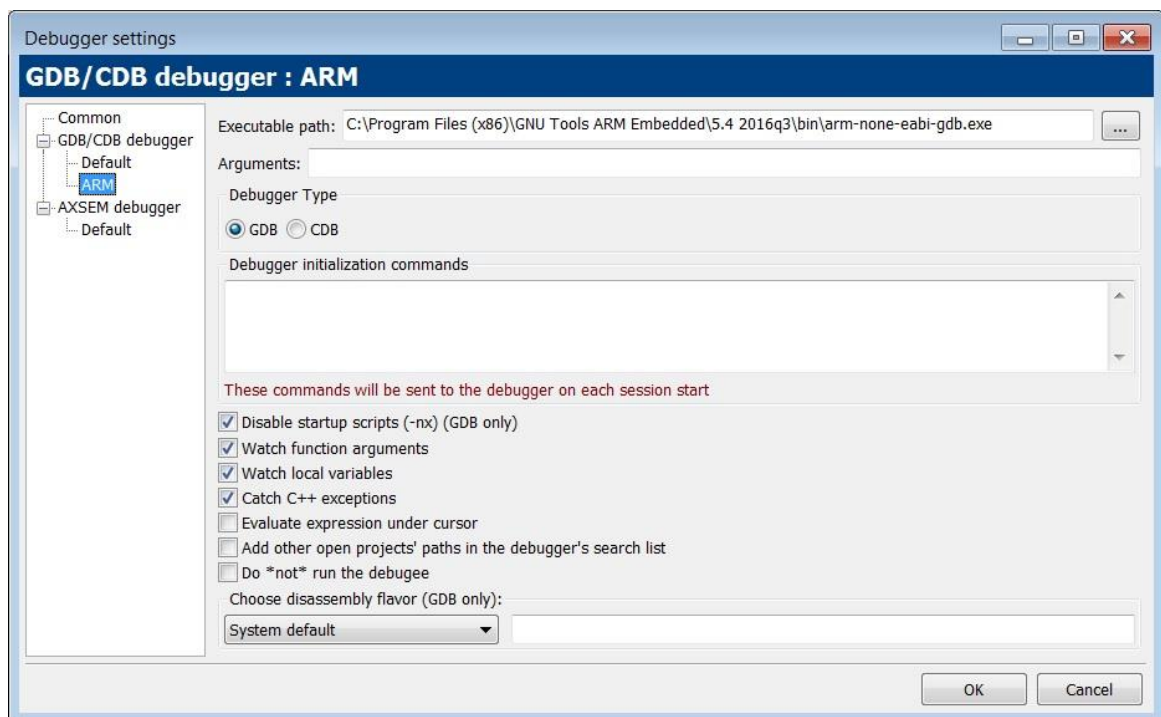 Debugger settings
GDB/CDB debugger : ARM
Common
GDB/CDB debugger
Default
ARM
AXSEM debugger
Default
Executable path: C:\Program Files (x86)\GNU Tools ARM Embedded\5.4 2016q3\bin\arm-none-eabi-gdb.exe ...
Arguments:
Debugger Type
GDB CDB
Debugger initialization commands
These commands will be sent to the debugger on each session start
Disable startup scripts (-nx) (GDB only)
Watch function arguments
Watch local variables
Catch C++ exceptions
Evaluate expression under cursor
Add other open projects' paths in the debugger's search list
Do *not* run the debugee
Choose disassembly flavor (GDB only):
System default
OK Cancel